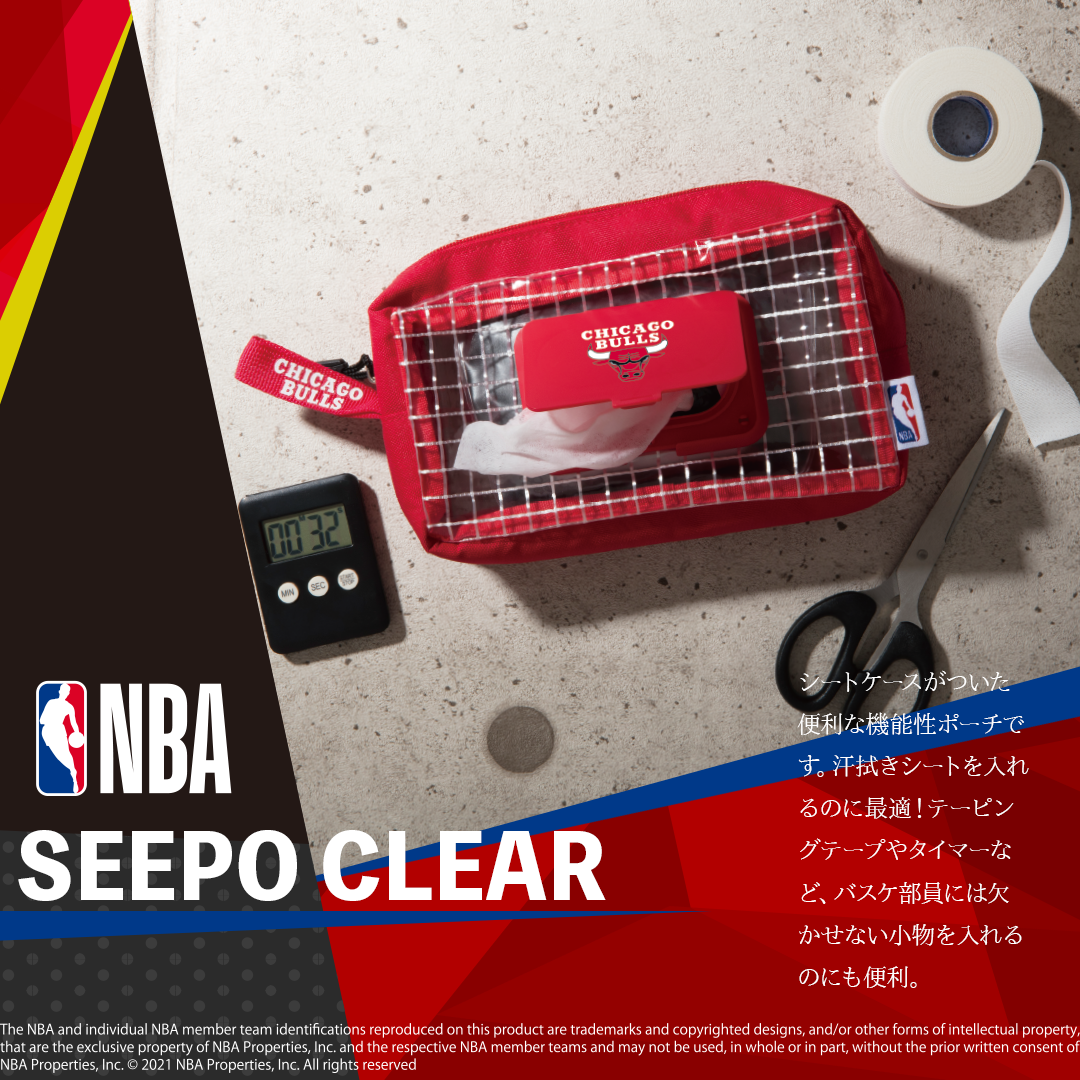 CHICAGO
BULLS
CHICAGO
BULLS
NBA
00 32
MIN SEC START STOP
NBA
SEEPO CLEAR
シートケースがついた
便利な機能性ポーチで
す。汗拭きシートを入れ
るのに最適！テーピン
グテープやタイマーな
ど、バスケ部員には欠
かせない小物を入れる
のにも便利。
The NBA and individual NBA member team identifications reproduced on this product are trademarks and copyrighted designs, and/or other forms of intellectual property,
that are the exclusive property of NBA Properties, Inc. and the respective NBA member teams and may not be used, in whole or in part, without the prior written consent of
NBA Properties, Inc. © 2021 NBA Properties, Inc. All rights reserved